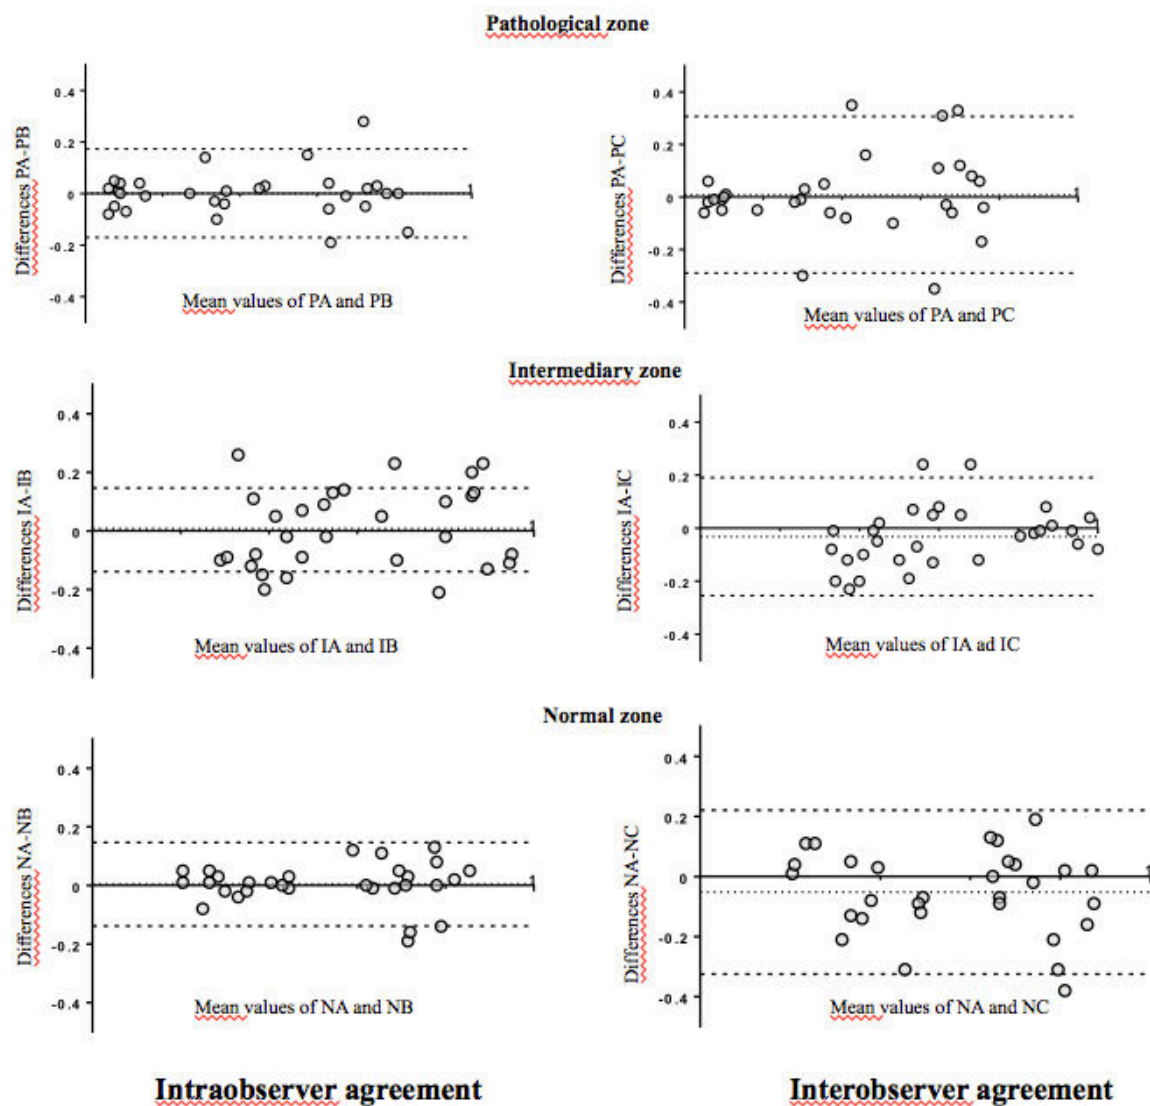 Pathological zone
0.4
0.2
0
-0.2
-0.4
1
Differences PA-PB
Mean values of PA and PB
0.4
0.2
0
-0.2
-0.4
1
Differences PA-PC
Mean values of PA and PC
Intermediary zone
0.4
0.2
0
-0.2
-0.4
1
Differences IA-IB
Mean values of IA and IB
0.4
0.2
0
-0.2
-0.4
1
Differences IA-IC
Mean values of IA ad IC
Normal zone
0.4
0.2
0
-0.2
-0.4
1
Differences NA-NB
Mean values of NA and NB
0.4
0.2
0
-0.2
-0.4
1
Differences NA-NC
Mean values of NA and NC
Intraobserver agreement
Interobserver agreement